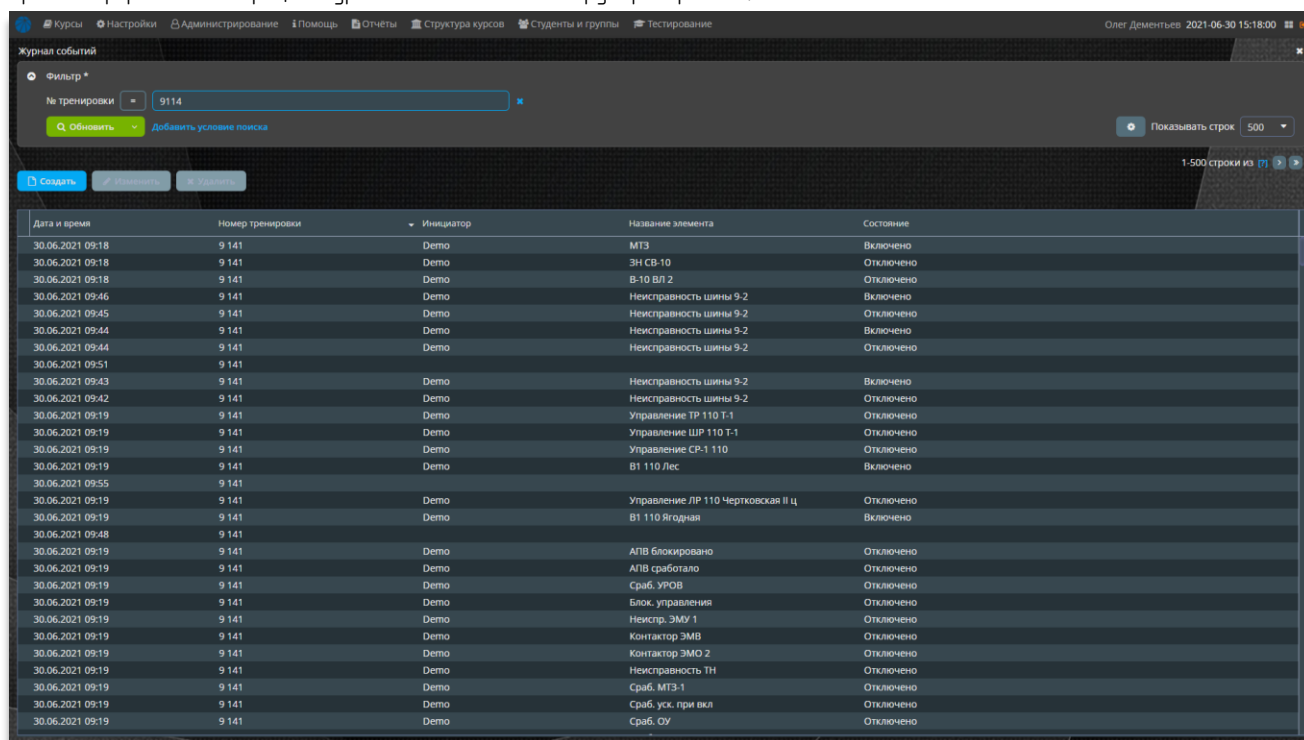 Курсы Настройки Администрирование Помощь Отчёты Структура курсов Студенты и группы Тестирование Олег Дементьев 2021-06-30 15:18:00
Журнал событий
Фильтр *
№ тренировки = 9114
Обновить Добавить условие поиска Показывать строк 500
1-500 строки из [?]
Создать Изменить Удалить
Дата и время Номер тренировки Инициатор Название элемента Состояние
30.06.2021 09:18 9 141 Demo МТЗ Включено
30.06.2021 09:18 9 141 Demo ЗН СВ-10 Отключено
30.06.2021 09:18 9 141 Demo В-10 ВЛ 2 Отключено
30.06.2021 09:46 9 141 Demo Неисправность шины 9-2 Включено
30.06.2021 09:45 9 141 Demo Неисправность шины 9-2 Отключено
30.06.2021 09:44 9 141 Demo Неисправность шины 9-2 Включено
30.06.2021 09:44 9 141 Demo Неисправность шины 9-2 Отключено
30.06.2021 09:51 9 141
30.06.2021 09:43 9 141 Demo Неисправность шины 9-2 Включено
30.06.2021 09:42 9 141 Demo Неисправность шины 9-2 Отключено
30.06.2021 09:19 9 141 Demo Управление ТР 110 Т-1 Отключено
30.06.2021 09:19 9 141 Demo Управление ШР 110 Т-1 Отключено
30.06.2021 09:19 9 141 Demo Управление СР-1 110 Отключено
30.06.2021 09:19 9 141 Demo В1 110 Лес Включено
30.06.2021 09:55 9 141
30.06.2021 09:19 9 141 Demo Управление ЛР 110 Чертковская II ц Отключено
30.06.2021 09:19 9 141 Demo В1 110 Ягодная Включено
30.06.2021 09:48 9 141
30.06.2021 09:19 9 141 Demo АПВ блокировано Отключено
30.06.2021 09:19 9 141 Demo АПВ сработало Отключено
30.06.2021 09:19 9 141 Demo Сраб. УРОВ Отключено
30.06.2021 09:19 9 141 Demo Блок. управления Отключено
30.06.2021 09:19 9 141 Demo Неиспр. ЭМУ 1 Отключено
30.06.2021 09:19 9 141 Demo Контактор ЭМВ Отключено
30.06.2021 09:19 9 141 Demo Контактор ЭМО 2 Отключено
30.06.2021 09:19 9 141 Demo Неисправность ТН Отключено
30.06.2021 09:19 9 141 Demo Сраб. МТЗ-1 Отключено
30.06.2021 09:19 9 141 Demo Сраб. уск. при вкл Отключено
30.06.2021 09:19 9 141 Demo Сраб. ОУ Отключено